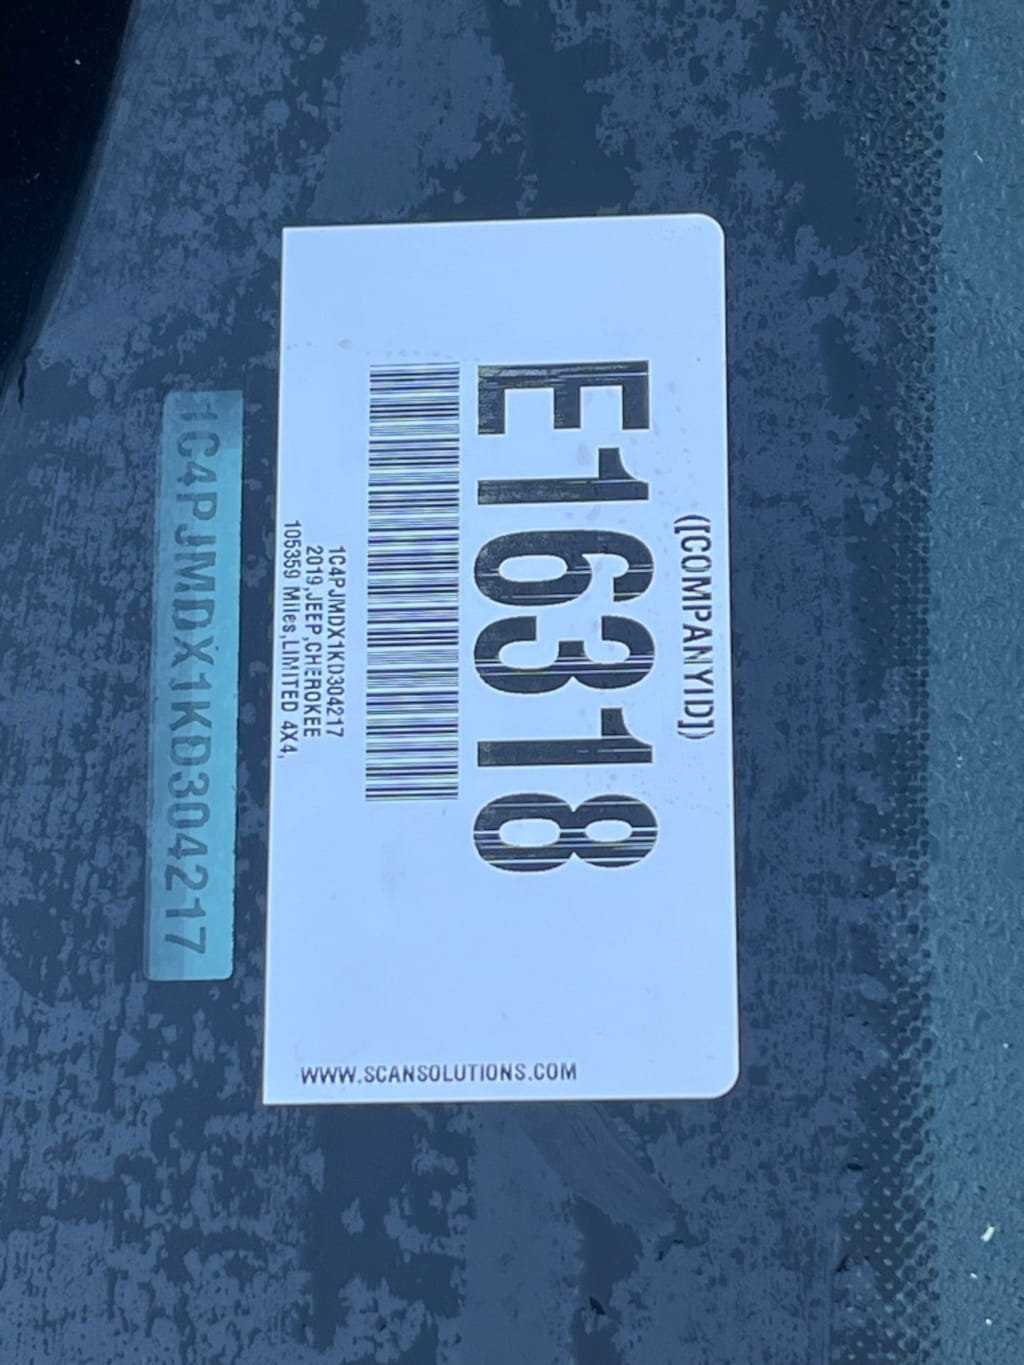 ([COMPANYID])
E16318
1C4PJMDX1KD304217
2019,JEEP,CHEROKEE
105359 Miles,LIMITED 4X4,
WWW.SCANSOLUTIONS.COM
1C4PJMDX1KD304217